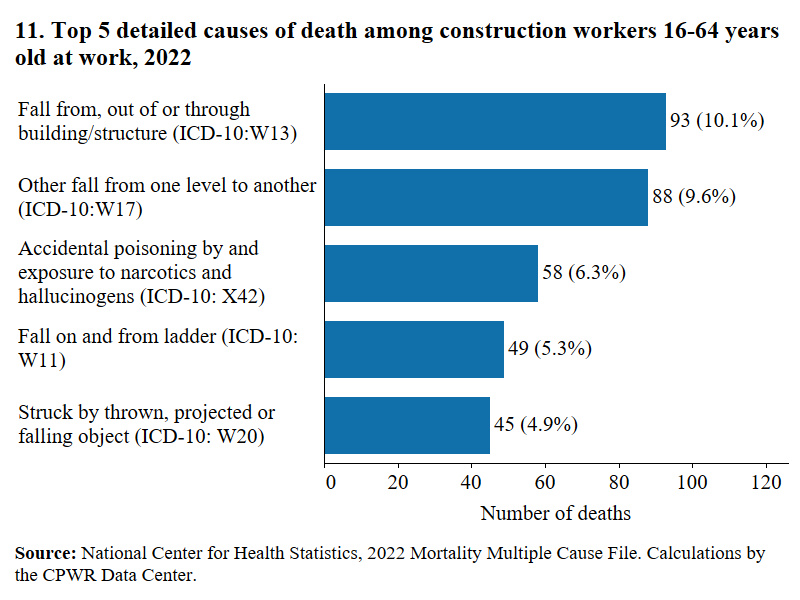 11. Top 5 detailed causes of death among construction workers 16-64 years
old at work, 2022
Fall from, out of or through
building/structure (ICD-10:W13)
93 (10.1%)
Other fall from one level to another
(ICD-10:W17)
88 (9.6%)
Accidental poisoning by and
exposure to narcotics and
hallucinogens (ICD-10: X42)
58 (6.3%)
Fall on and from ladder (ICD-10:
W11)
49 (5.3%)
Struck by thrown, projected or
falling object (ICD-10: W20)
45 (4.9%)
0 20 40 60 80 100 120
Number of deaths
Source: National Center for Health Statistics, 2022 Mortality Multiple Cause File. Calculations by
the CPWR Data Center.